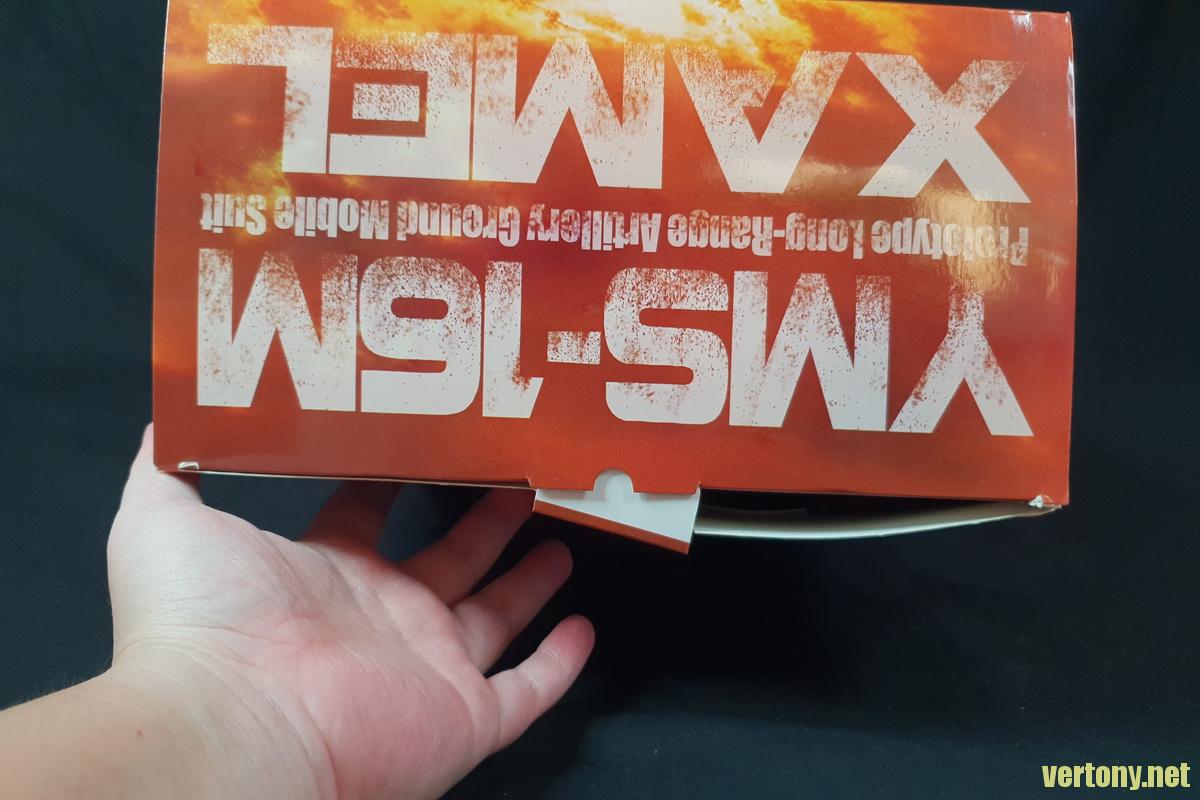 YMS-16M
Prototype Long-Range Artillery Ground Mobile Suit
XAMEL
vertony.net